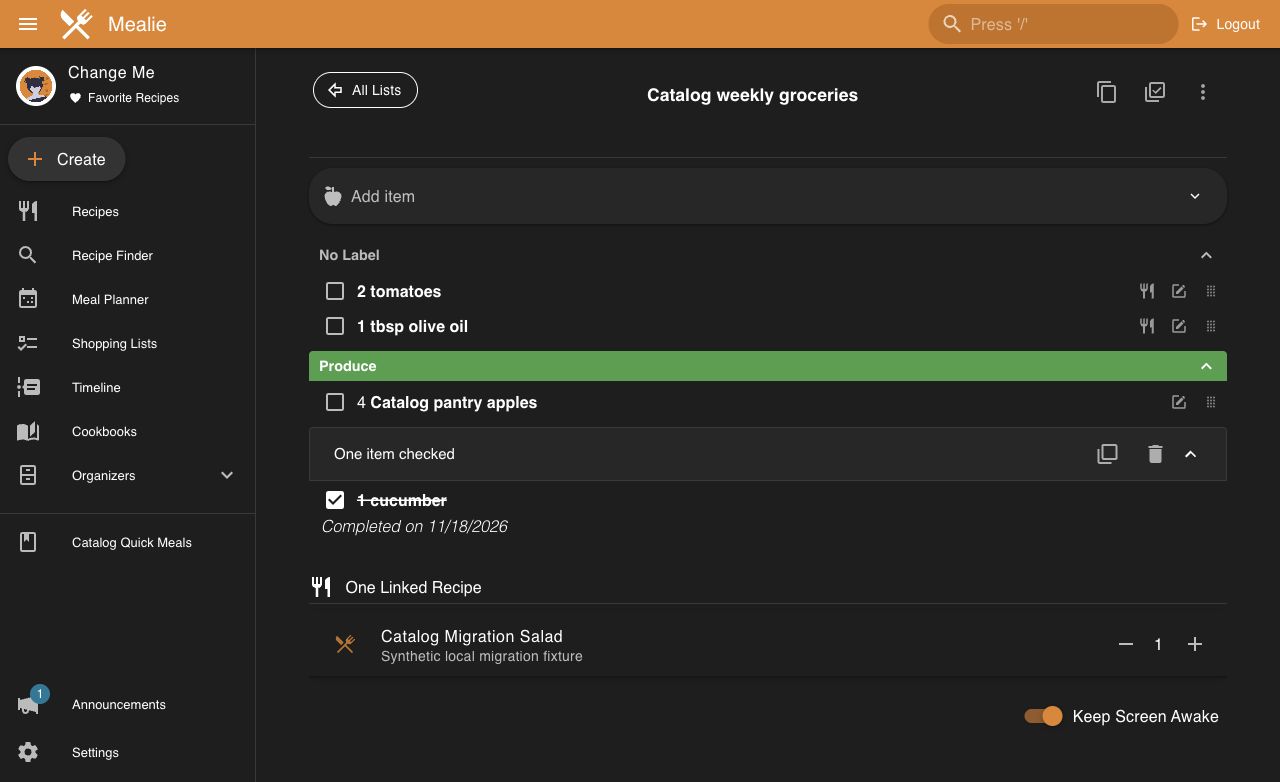 Mealie
Press '/'
Logout
Change Me
Favorite Recipes
Create
Recipes
Recipe Finder
Meal Planner
Shopping Lists
Timeline
Cookbooks
Organizers
Catalog Quick Meals
1
Announcements
Settings
All Lists
Catalog weekly groceries
Add item
No Label
2 tomatoes
1 tbsp olive oil
Produce
4 Catalog pantry apples
One item checked
1 cucumber
Completed on 11/18/2026
One Linked Recipe
Catalog Migration Salad
Synthetic local migration fixture
1
Keep Screen Awake